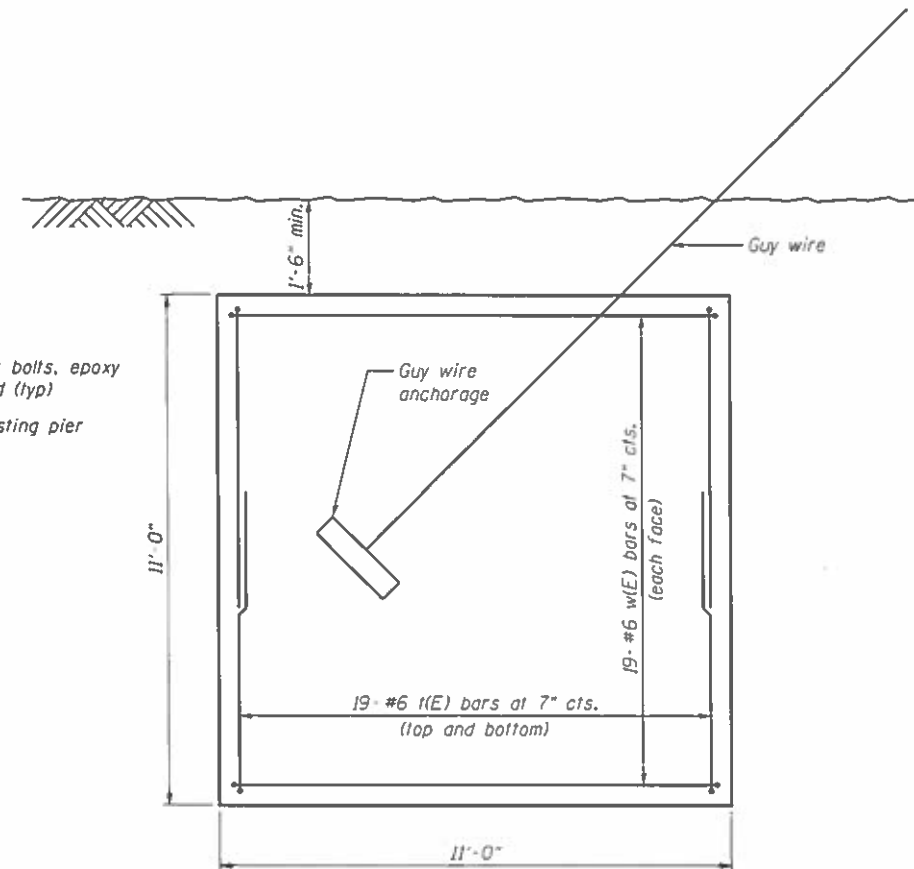 1'-6" min.
Guy wire
bolts, epoxy
(typ)
pier
Guy wire
anchorage
11'-0"
19- #6 w(E) bars at 7" cts.
(each face)
19- #6 t(E) bars at 7" cts.
(top and bottom)
11'-0"